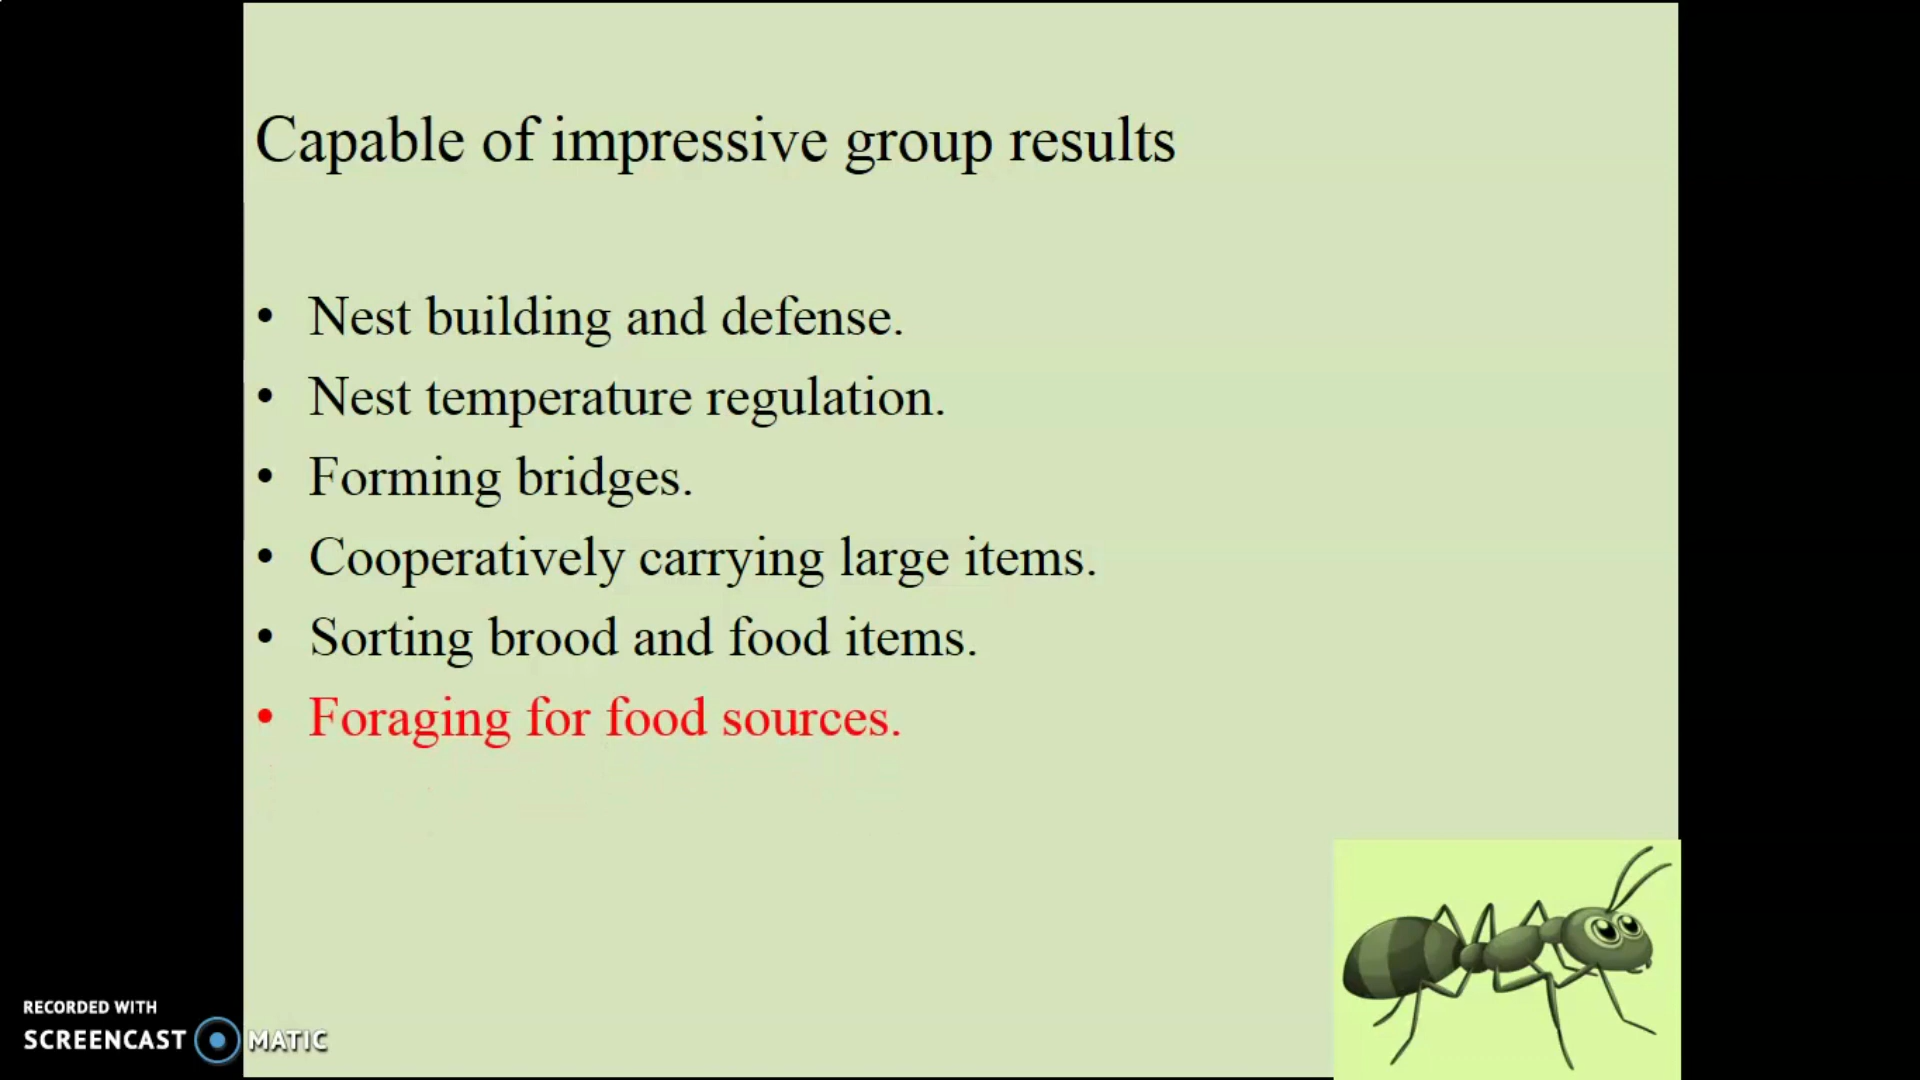 Capable of impressive group results
• Nest building and defense.
• Nest temperature regulation.
• Forming bridges.
• Cooperatively carrying large items.
• Sorting brood and food items.
• Foraging for food sources.
RECORDED WITH
SCREENCAST MATIC